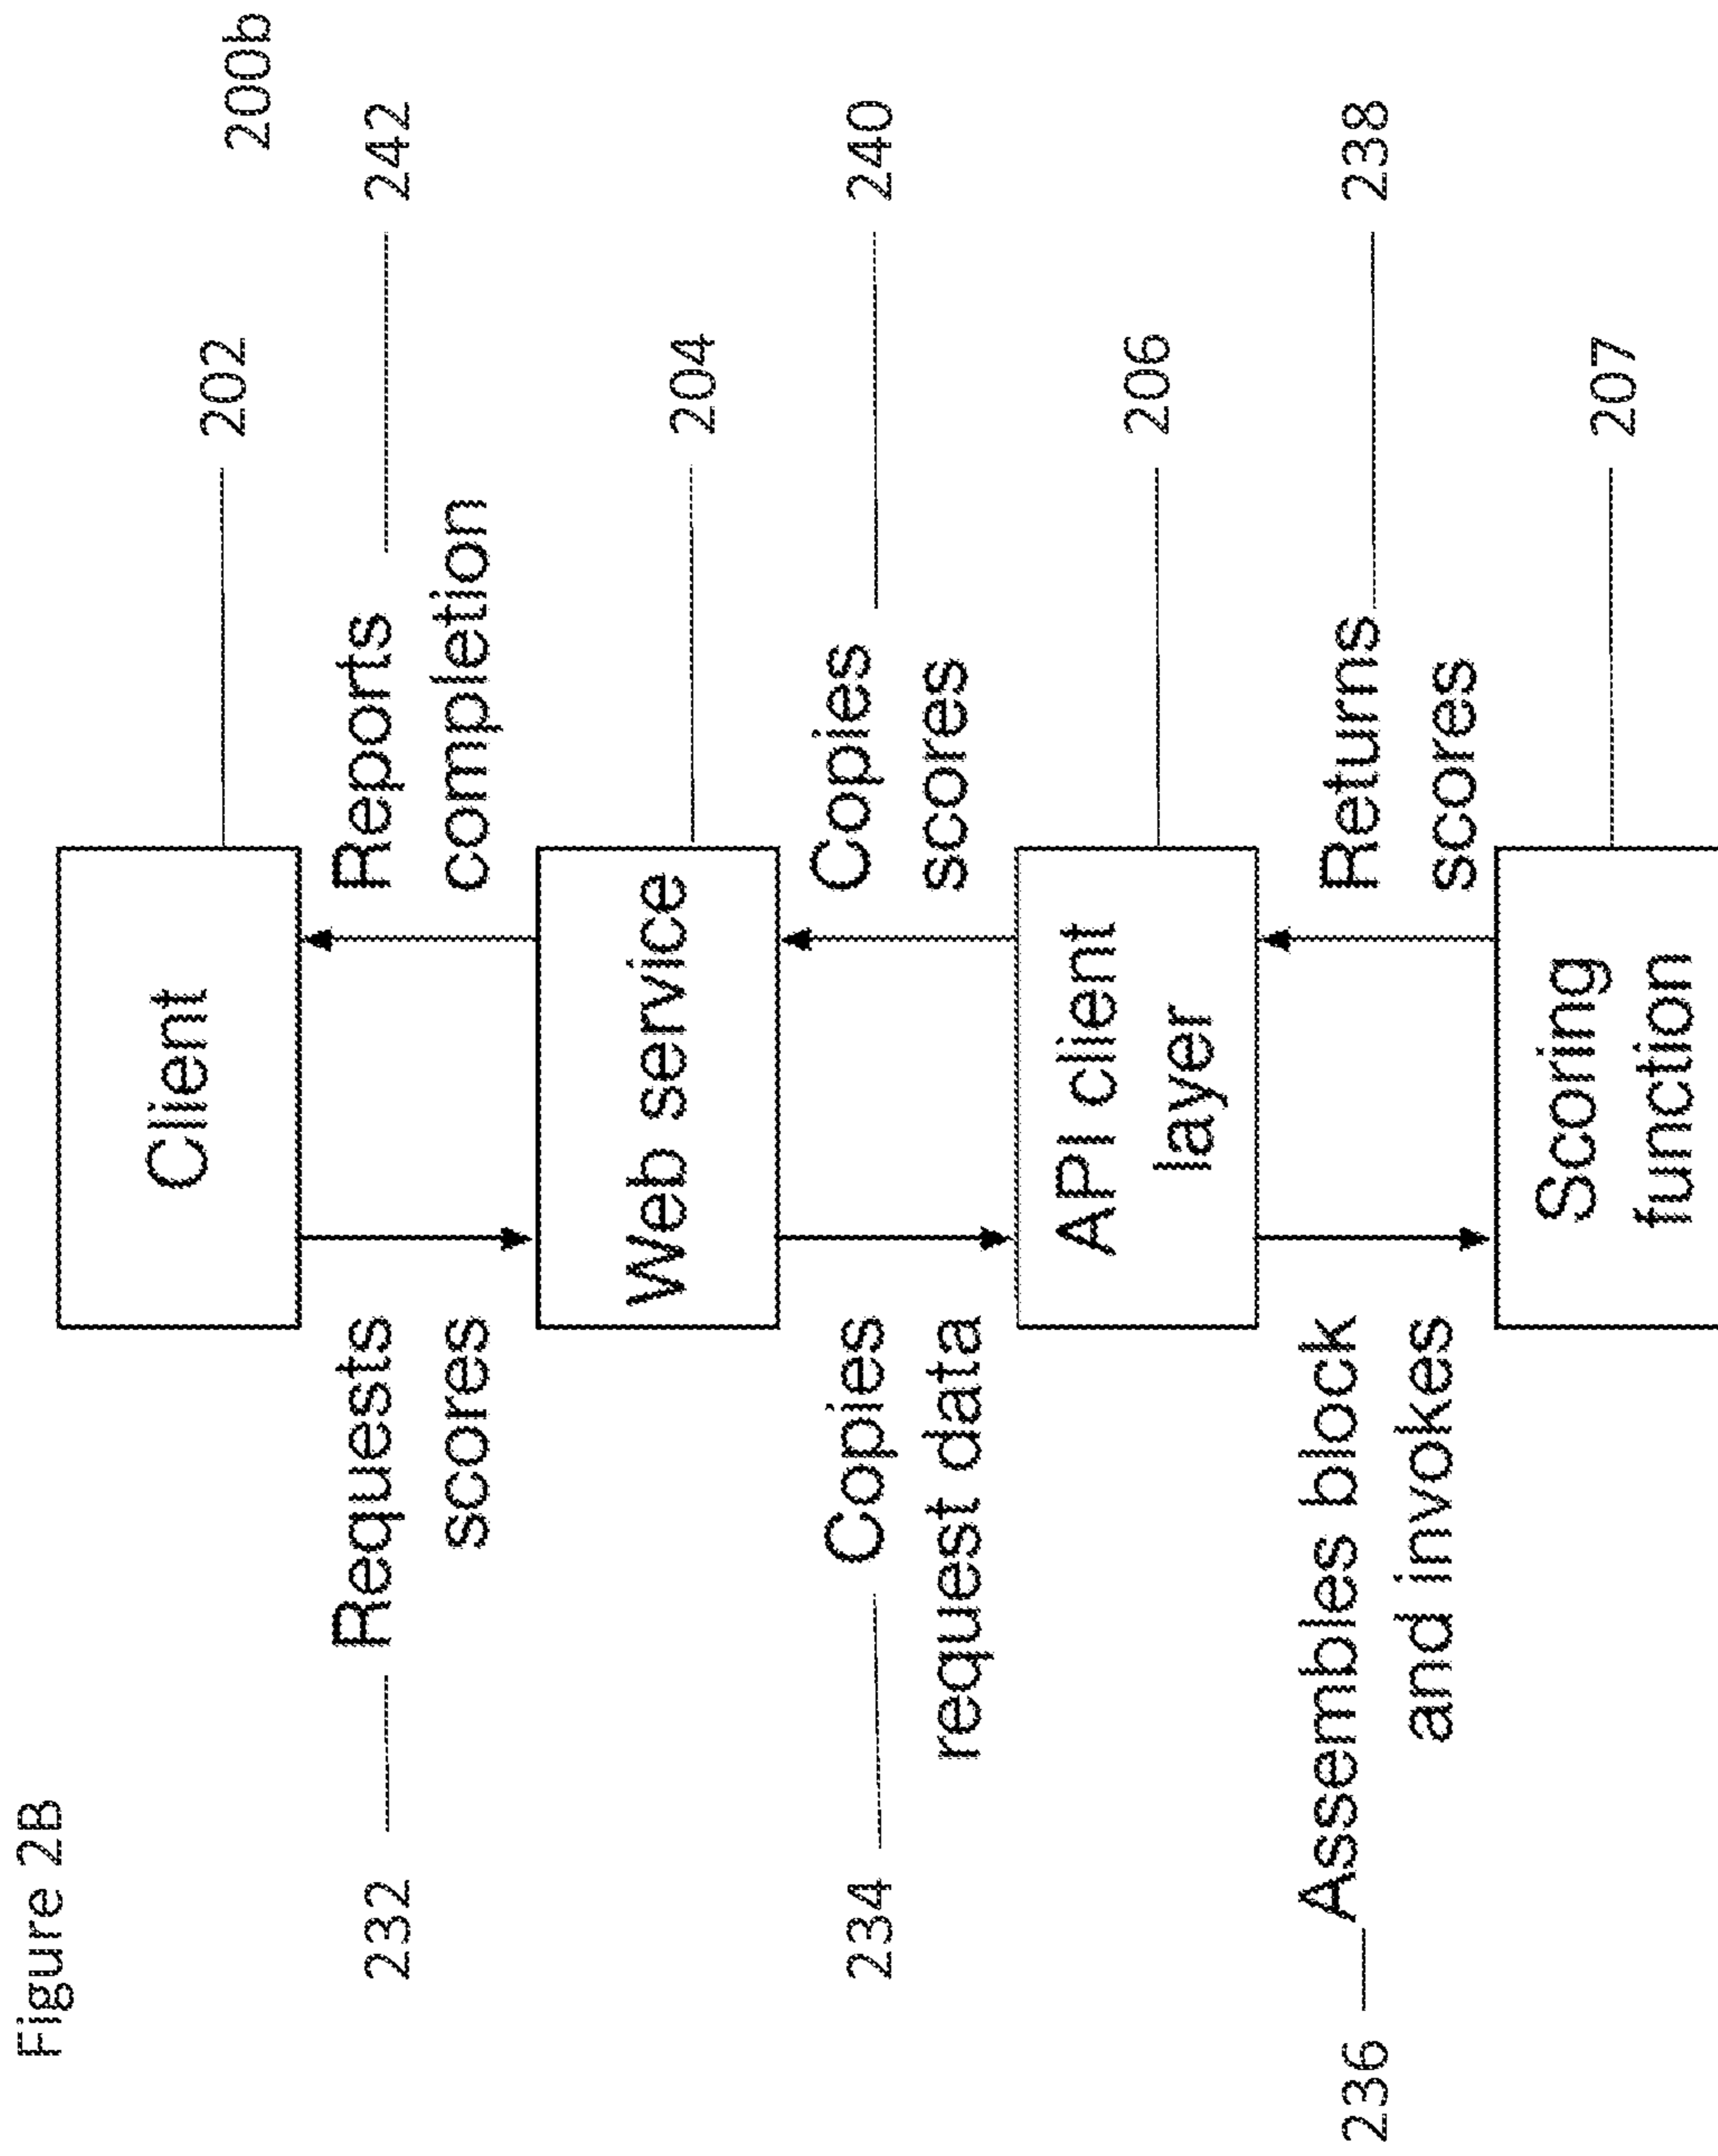 Figure 2B
200b
Client
202
232
Requests
scores
Reports
completion
242
Web service
204
234
Copies
request data
Copies
scores
240
API client
layer
206
236
Assembles block
and invokes
Returns
scores
238
Scoring
function
207